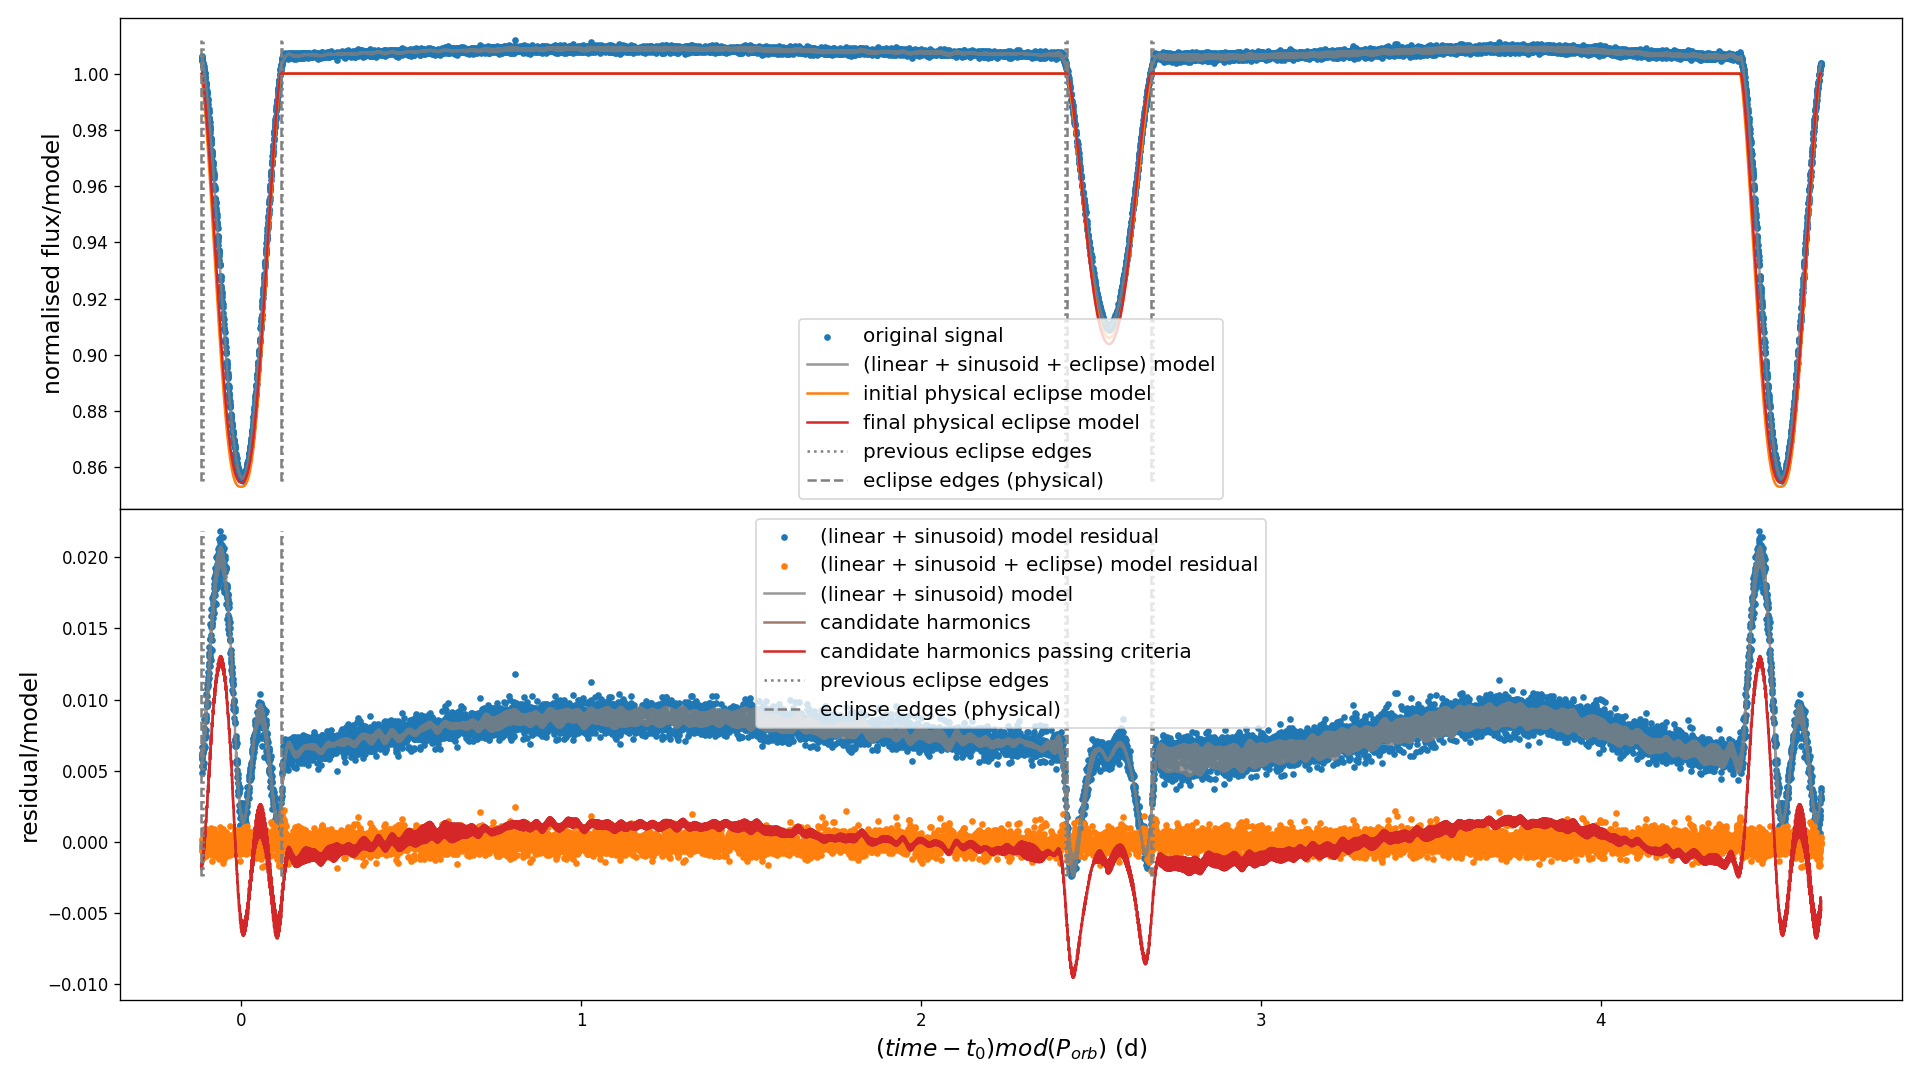 normalised flux/model
1.00
0.98
0.96
0.94
0.92
0.90
0.88
0.86
original signal
(linear + sinusoid + eclipse) model
initial physical eclipse model
final physical eclipse model
previous eclipse edges
eclipse edges (physical)
residual/model
0.020
0.015
0.010
0.005
0.000
−0.005
−0.010
(linear + sinusoid) model residual
(linear + sinusoid + eclipse) model residual
(linear + sinusoid) model
candidate harmonics
candidate harmonics passing criteria
previous eclipse edges
eclipse edges (physical)
0 1 2 3 4
(time − t₀)mod(Pₒᵣb) (d)